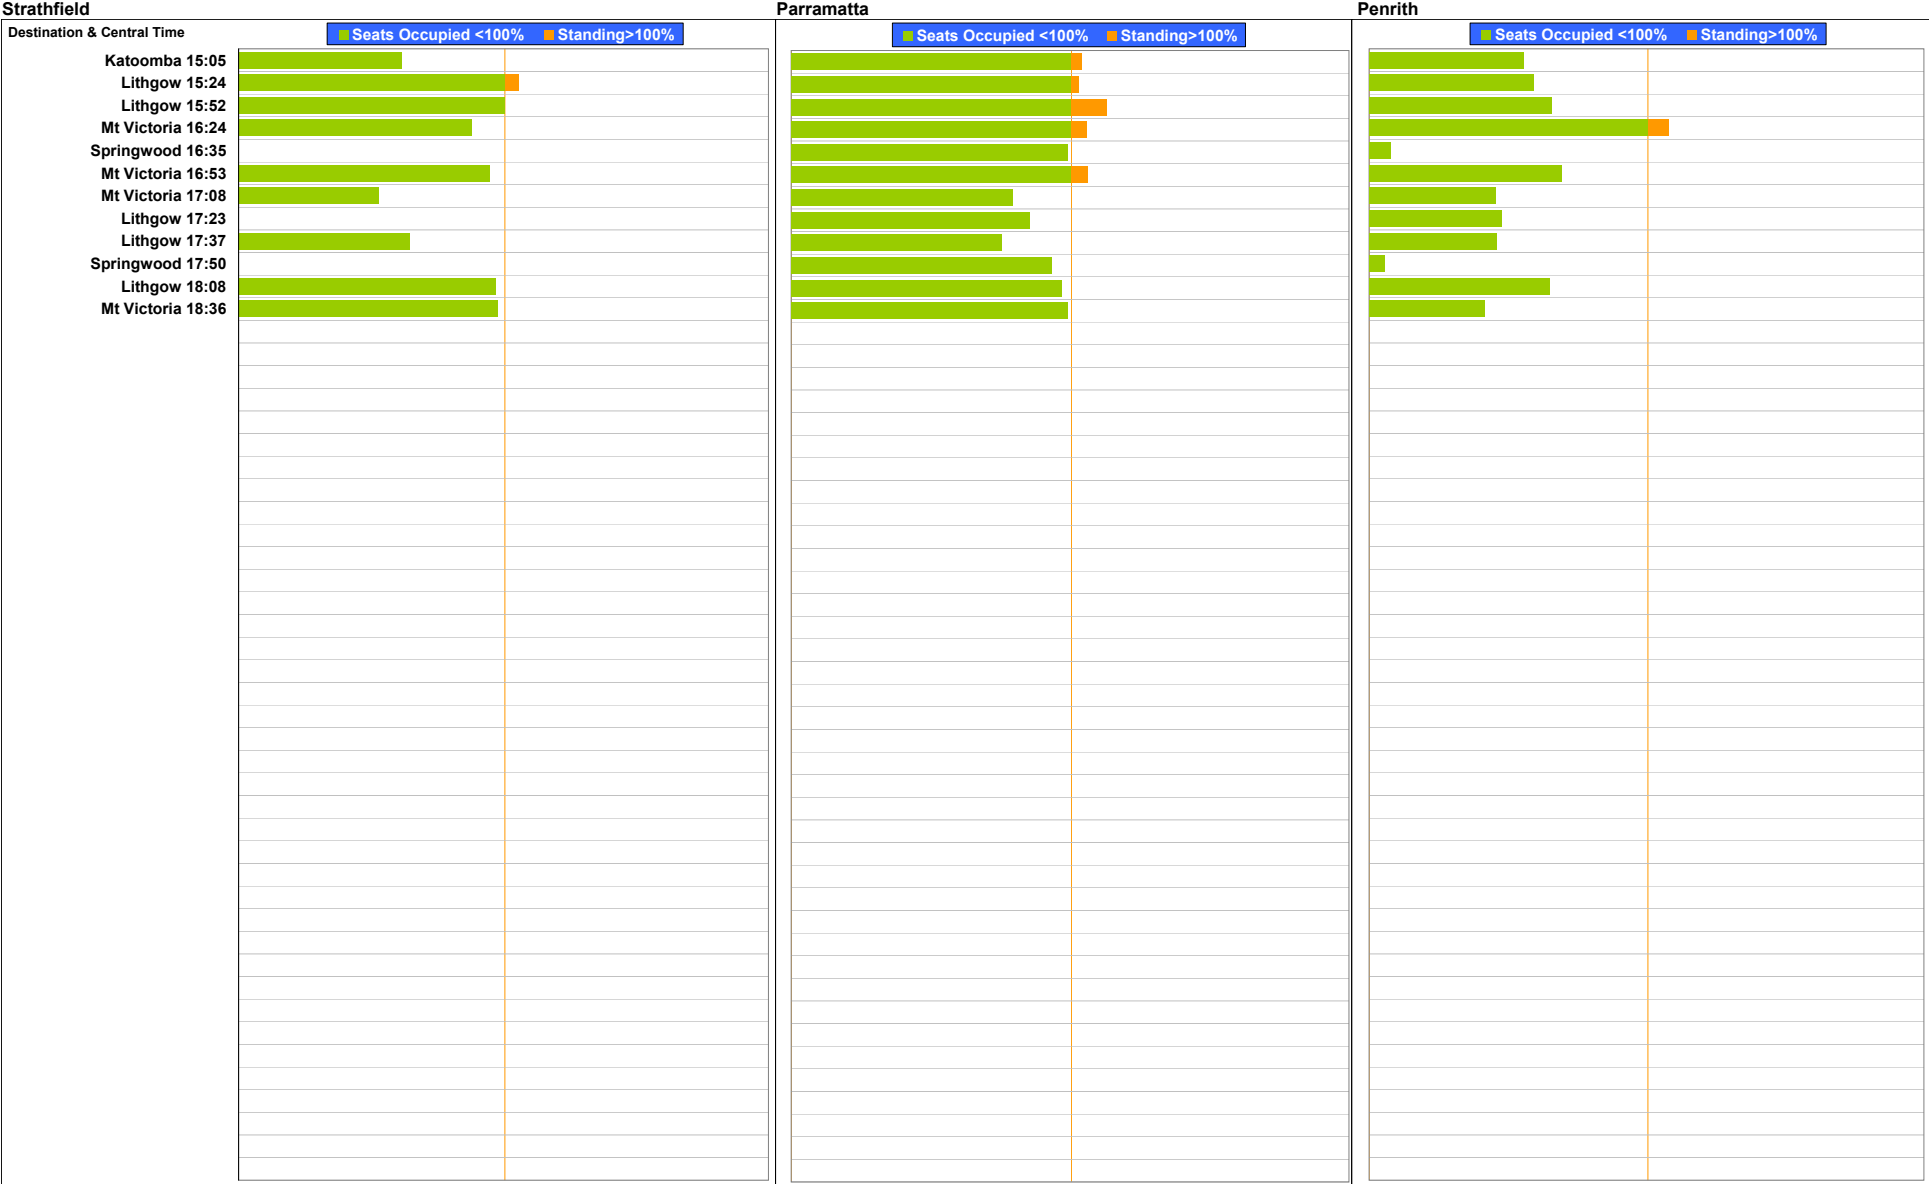 Strathfield
Parramatta
Penrith
Destination & Central Time
Seats Occupied <100% Standing>100%
Seats Occupied <100% Standing>100%
Seats Occupied <100% Standing>100%
Katoomba 15:05
Lithgow 15:24
Lithgow 15:52
Mt Victoria 16:24
Springwood 16:35
Mt Victoria 16:53
Mt Victoria 17:08
Lithgow 17:23
Lithgow 17:37
Springwood 17:50
Lithgow 18:08
Mt Victoria 18:36